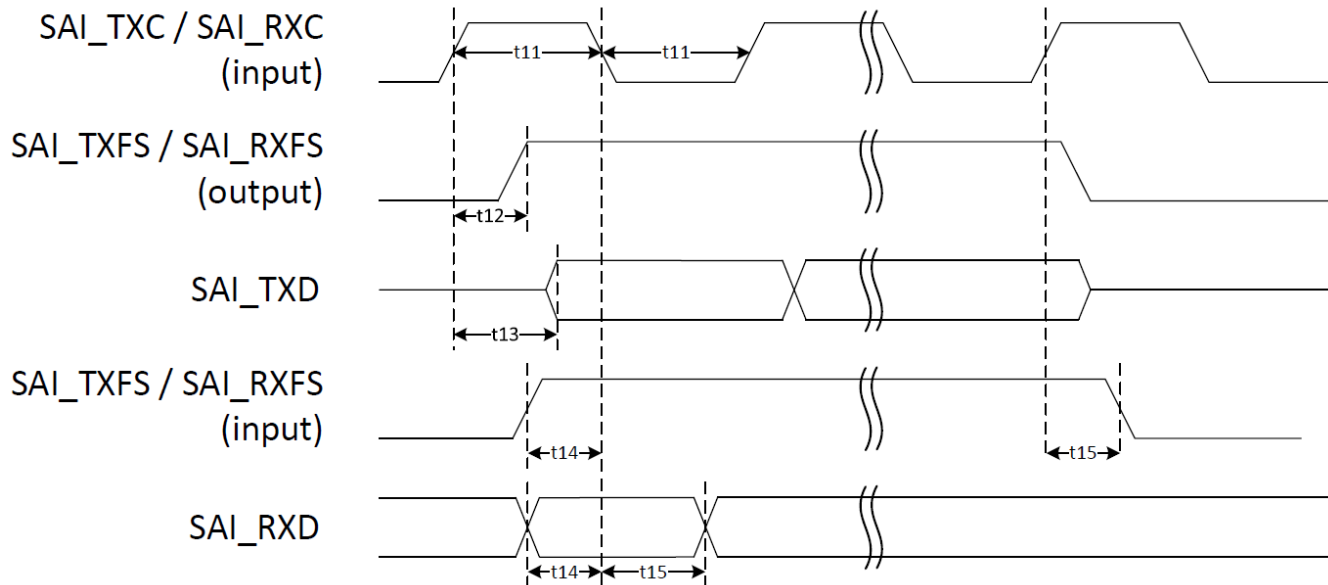 SAI_TXC / SAI_RXC
(input)
t11
t11
SAI_TXFS / SAI_RXFS
(output)
t12
SAI_TXD
t13
SAI_TXFS / SAI_RXFS
(input)
t14
t15
SAI_RXD
t14
t15